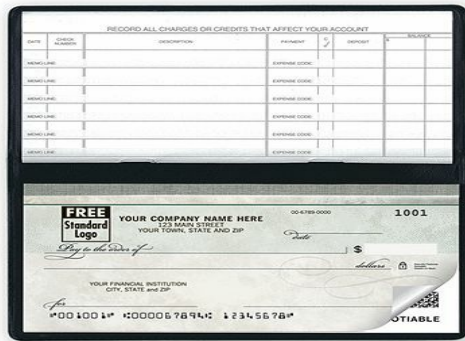 RECORD ALL CHARGES OR CREDITS THAT AFFECT YOUR ACCOUNT
DATE CHECK NUMBER DESCRIPTION PAYMENT ✓ DEPOSIT $ BALANCE
MEMO LINE: EXPENSE CODE:
MEMO LINE: EXPENSE CODE:
MEMO LINE: EXPENSE CODE:
MEMO LINE: EXPENSE CODE:
MEMO LINE: EXPENSE CODE:
MEMO LINE: EXPENSE CODE:
FREE
Standard
Logo
YOUR COMPANY NAME HERE
123 MAIN STREET
YOUR TOWN, STATE AND ZIP
00-6789-0000
1001
date
Pay to the order of
$
dollars
YOUR FINANCIAL INSTITUTION
CITY, STATE and ZIP
for
⑈001001⑈ ⑆000067894⑆ 12345678⑈
OTIABLE